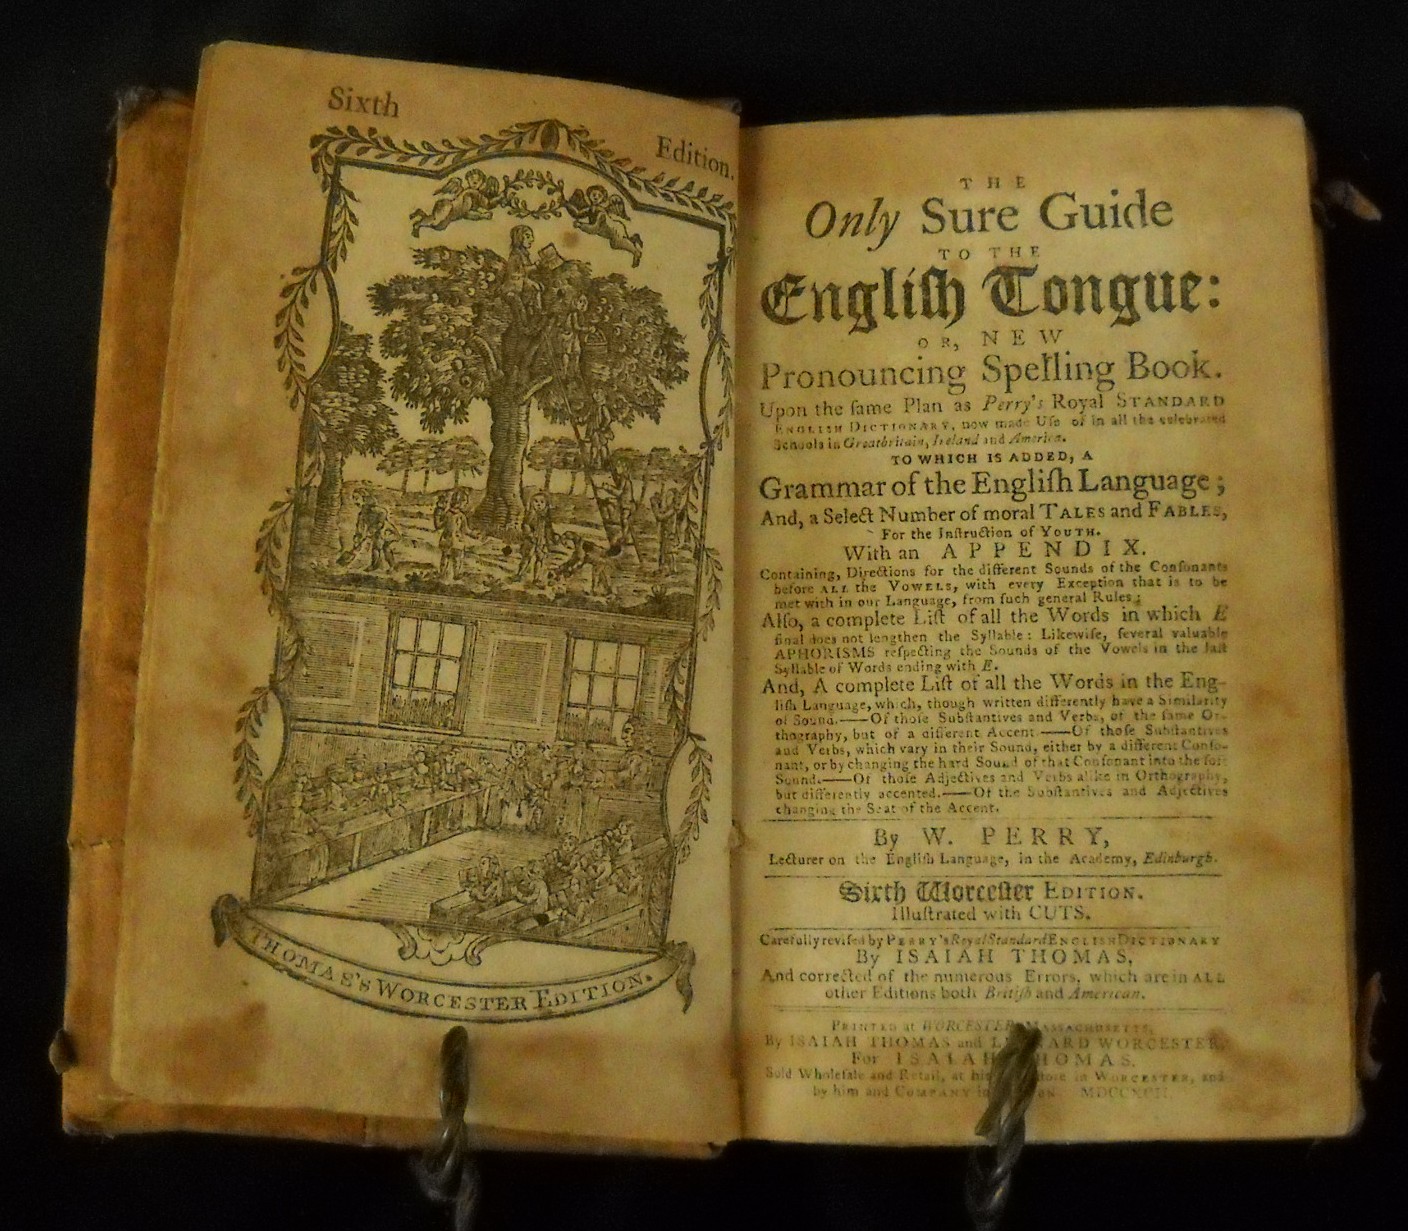 Sixth
Edition.
THOMAS'S WORCESTER EDITION.
THE
Only Sure Guide
TO THE
Engliſh Tongue:
OR, NEW
Pronouncing Spelling Book.
Upon the ſame Plan as Perry's Royal STANDARD
ENGLISH DICTIONARY, now made Uſe of in all the celebrated
Schools in Greatbritain, Ireland and America.
TO WHICH IS ADDED, A
Grammar of the Engliſh Language;
And, a Select Number of moral TALES and FABLES,
For the Inſtruction of YOUTH.
With an APPENDIX.
Containing, Directions for the different Sounds of the Conſonants
before ALL the VOWELS, with every Exception that is to be
met with in our Language, from ſuch general Rules;
Alſo, a complete Liſt of all the Words in which E
final does not lengthen the Syllable: Likewiſe, ſeveral valuable
APHORISMS reſpecting the Sounds of the Vowels in the laſt
Syllable of Words ending with E.
And, A complete Liſt of all the Words in the Eng-
liſh Language, which, though written differently have a Similarity
of Sound.——Of thoſe Subſtantives and Verbs, of the ſame Or-
thography, but of a different Accent——Of thoſe Subſtantives
and Verbs, which vary in their Sound, either by a different Conſo-
nant, or by changing the hard Sound of that Conſonant into the ſoft
Sound.——Of thoſe Adjectives and Verbs alike in Orthography,
but differently accented.——Of the Subſtantives and Adjectives
changing the Seat of the Accent.
By W. PERRY,
Lecturer on the Engliſh Language, in the Academy, Edinburgh.
Sixth Worceſter EDITION.
Illuſtrated with CUTS.
Carefully reviſed by PERRY's Royal Standard ENGLISH DICTIONARY
By ISAIAH THOMAS,
And corrected of the numerous Errors, which are in ALL
other Editions both Britiſh and American.
PRINTED at WORCESTER, MASSACHUSETTS,
By ISAIAH THOMAS and WORCESTER,
For ISAIAH THOMAS.
Sold Wholeſale and Retail, at his in WORCESTER, and
by him and COMPANY in MDCCXCII.